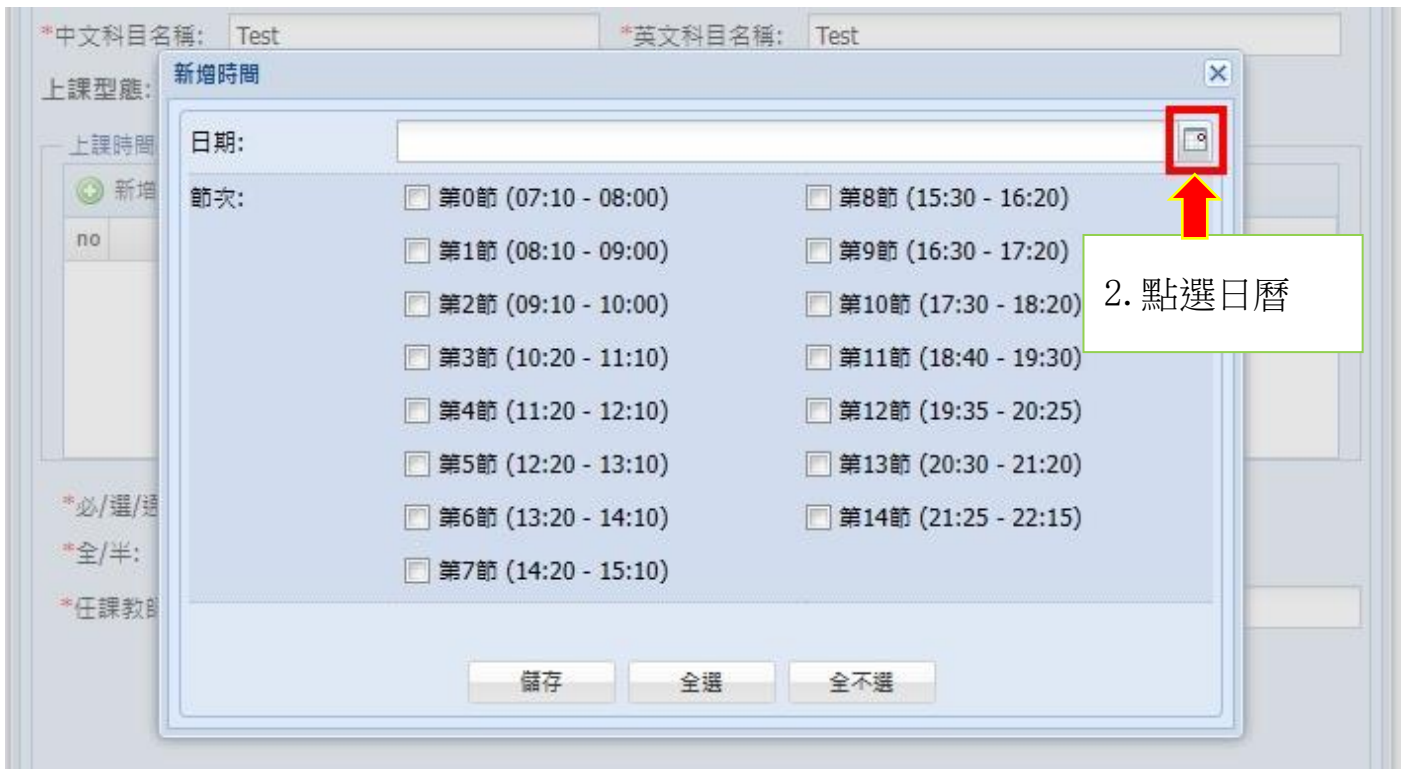 *中文科目名稱: Test *英文科目名稱: Test
新增時間
上課型態:
日期:
上課時間
新增
節次:
第0節 (07:10 - 08:00) 第8節 (15:30 - 16:20)
no
第1節 (08:10 - 09:00) 第9節 (16:30 - 17:20)
2.點選日曆
第2節 (09:10 - 10:00) 第10節 (17:30 - 18:20)
第3節 (10:20 - 11:10) 第11節 (18:40 - 19:30)
第4節 (11:20 - 12:10) 第12節 (19:35 - 20:25)
第5節 (12:20 - 13:10) 第13節 (20:30 - 21:20)
*必/選/通
第6節 (13:20 - 14:10) 第14節 (21:25 - 22:15)
*全/半:
第7節 (14:20 - 15:10)
*任課教師
儲存 全選 全不選